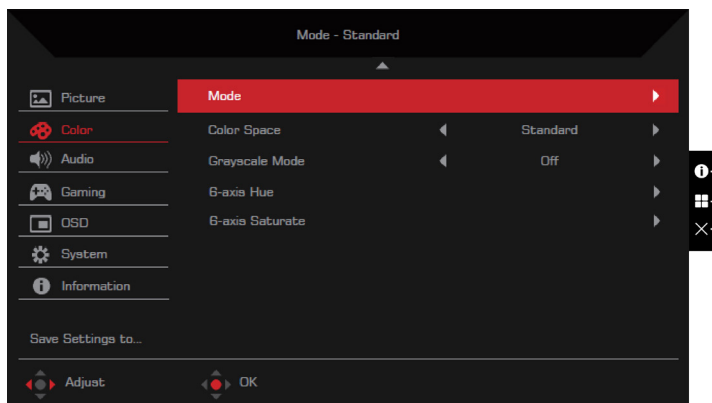 Mode - Standard
Picture
Mode
Color
Color Space Standard
Audio
Grayscale Mode Off
Gaming
6-axis Hue
OSD
6-axis Saturate
System
Information
Save Settings to...
Adjust OK